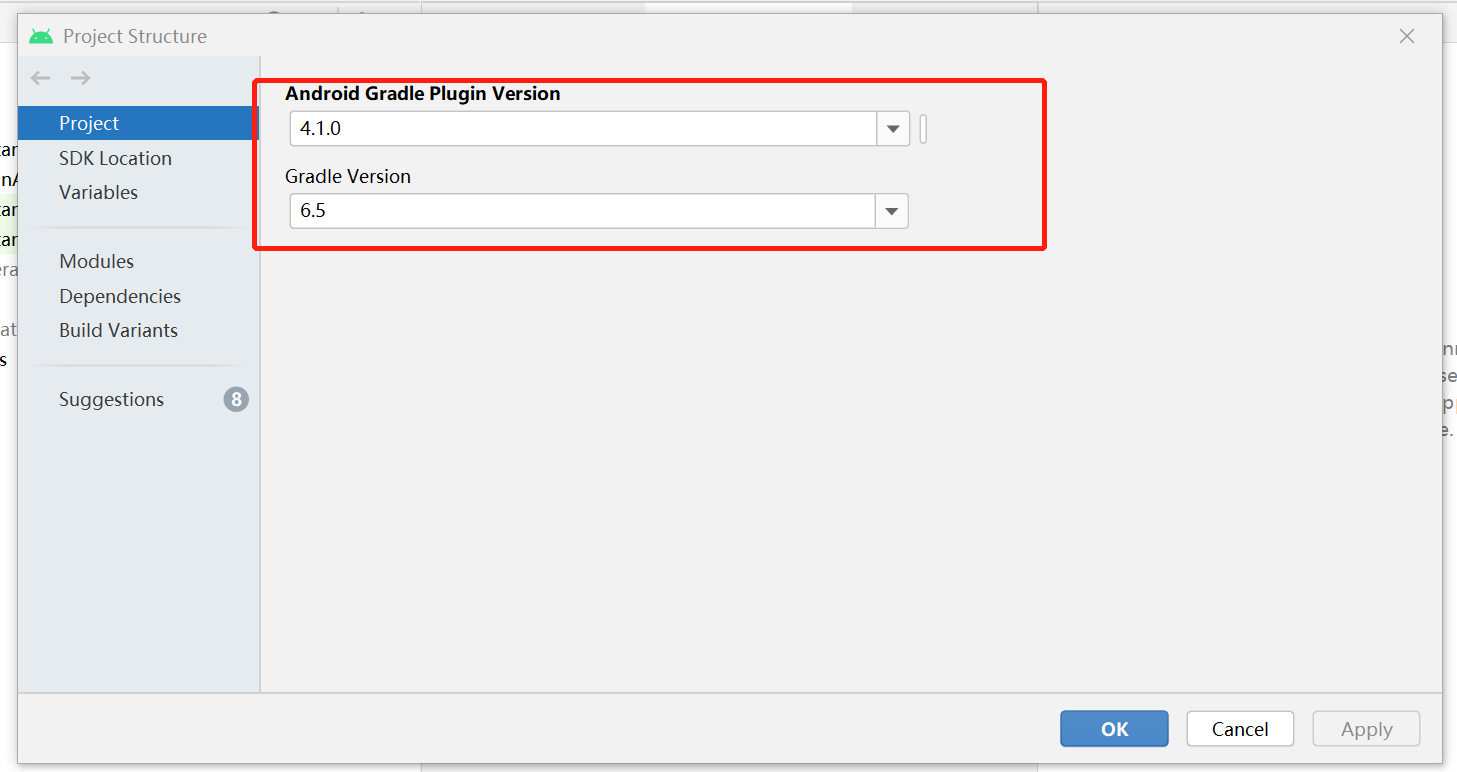 Project Structure
Project
SDK Location
Variables
Modules
Dependencies
Build Variants
Suggestions 8
Android Gradle Plugin Version
4.1.0
Gradle Version
6.5
OK Cancel Apply